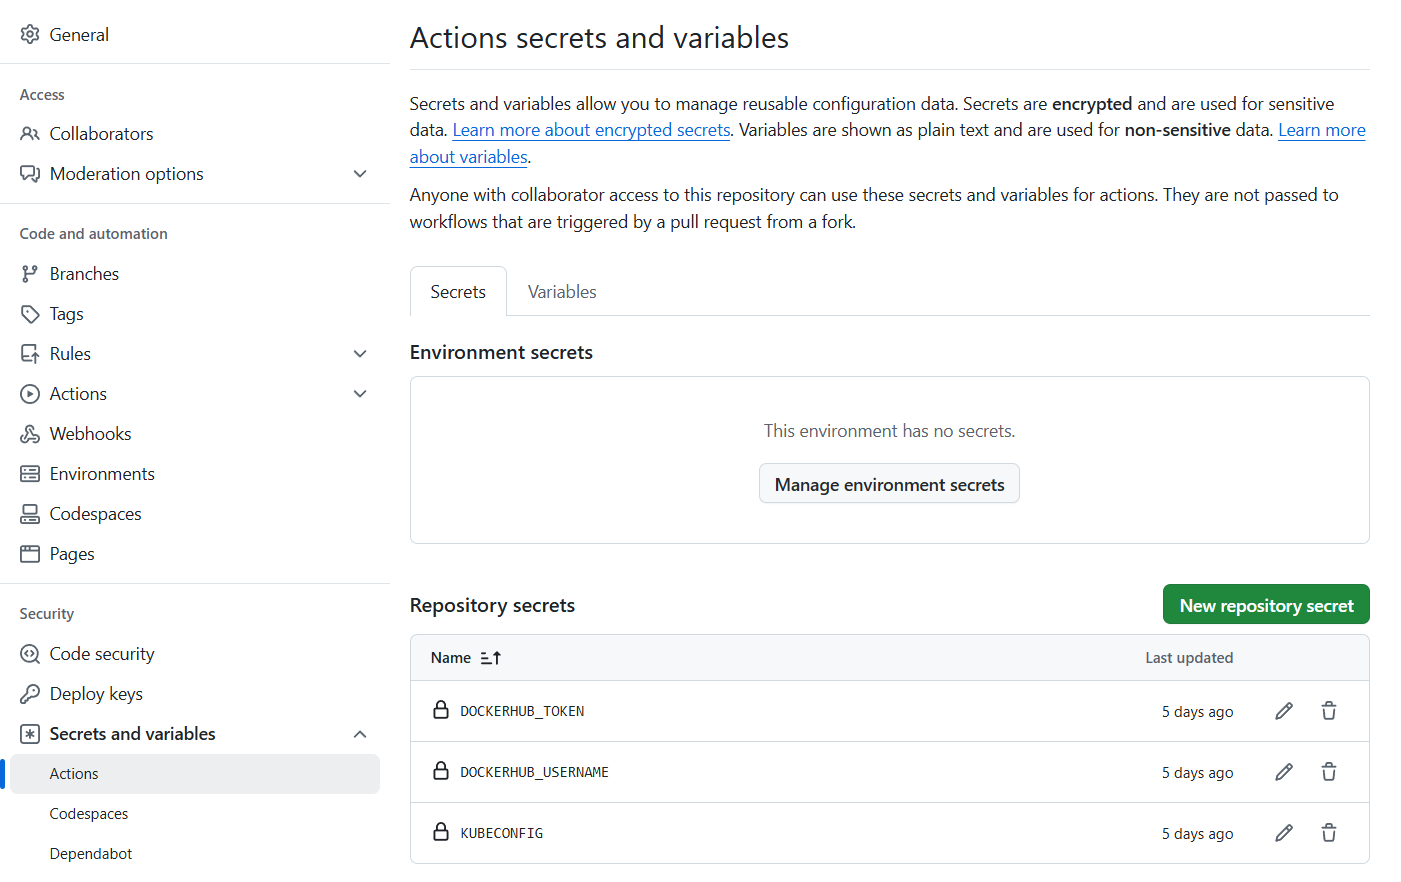 General
Access
Collaborators
Moderation options
Code and automation
Branches
Tags
Rules
Actions
Webhooks
Environments
Codespaces
Pages
Security
Code security
Deploy keys
Secrets and variables
Actions
Codespaces
Dependabot
Actions secrets and variables
Secrets and variables allow you to manage reusable configuration data. Secrets are encrypted and are used for sensitive
data. Learn more about encrypted secrets. Variables are shown as plain text and are used for non-sensitive data. Learn more
about variables.
Anyone with collaborator access to this repository can use these secrets and variables for actions. They are not passed to
workflows that are triggered by a pull request from a fork.
Secrets Variables
Environment secrets
This environment has no secrets.
Manage environment secrets
Repository secrets New repository secret
Name Last updated
DOCKERHUB_TOKEN 5 days ago
DOCKERHUB_USERNAME 5 days ago
KUBECONFIG 5 days ago